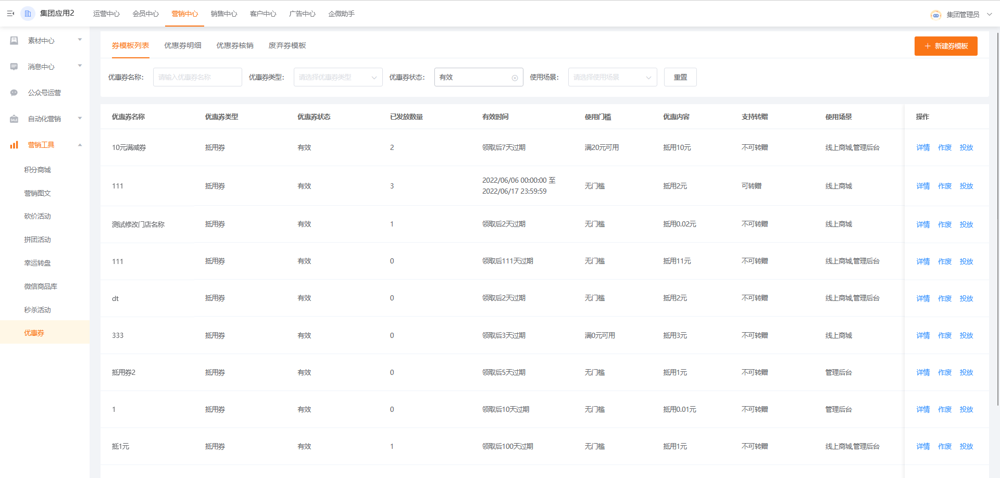 集团应用2 运营中心 会员中心 营销中心 销售中心 客户中心 广告中心 企微助手 集团管理员
素材中心
消息中心
公众号运营
自动化营销
营销工具
积分商城
营销图文
砍价活动
拼团活动
幸运转盘
微信商品库
秒杀活动
优惠券
券模板列表 优惠券明细 优惠券核销 废弃券模板 + 新建券模板
优惠券名称: 请输入优惠券名称 优惠券类型: 请选择优惠券类型 优惠券状态: 有效 使用场景: 请选择使用场景 重置
优惠券名称 优惠券类型 优惠券状态 已发放数量 有效时间 使用门槛 优惠内容 支持转赠 使用场景 操作
10元满减券 抵用券 有效 2 领取后7天过期 满20元可用 抵用10元 不可转赠 线上商城,管理后台 详情 作废 投放
111 抵用券 有效 3 2022/06/06 00:00:00 至 2022/06/17 23:59:59 无门槛 抵用2元 可转赠 线上商城 详情 作废 投放
测试修改门店名称 抵用券 有效 1 领取后2天过期 无门槛 抵用0.02元 不可转赠 线上商城 详情 作废 投放
111 抵用券 有效 0 领取后111天过期 无门槛 抵用11元 不可转赠 线上商城,管理后台 详情 作废 投放
dt 抵用券 有效 0 领取后2天过期 无门槛 抵用2元 不可转赠 线上商城,管理后台 详情 作废 投放
333 抵用券 有效 0 领取后3天过期 满0元可用 抵用3元 不可转赠 线上商城 详情 作废 投放
抵用券2 抵用券 有效 0 领取后5天过期 无门槛 抵用1元 不可转赠 管理后台 详情 作废 投放
1 抵用券 有效 0 领取后10天过期 无门槛 抵用0.01元 不可转赠 管理后台 详情 作废 投放
抵1元 抵用券 有效 1 领取后100天过期 无门槛 抵用1元 不可转赠 线上商城,管理后台 详情 作废 投放